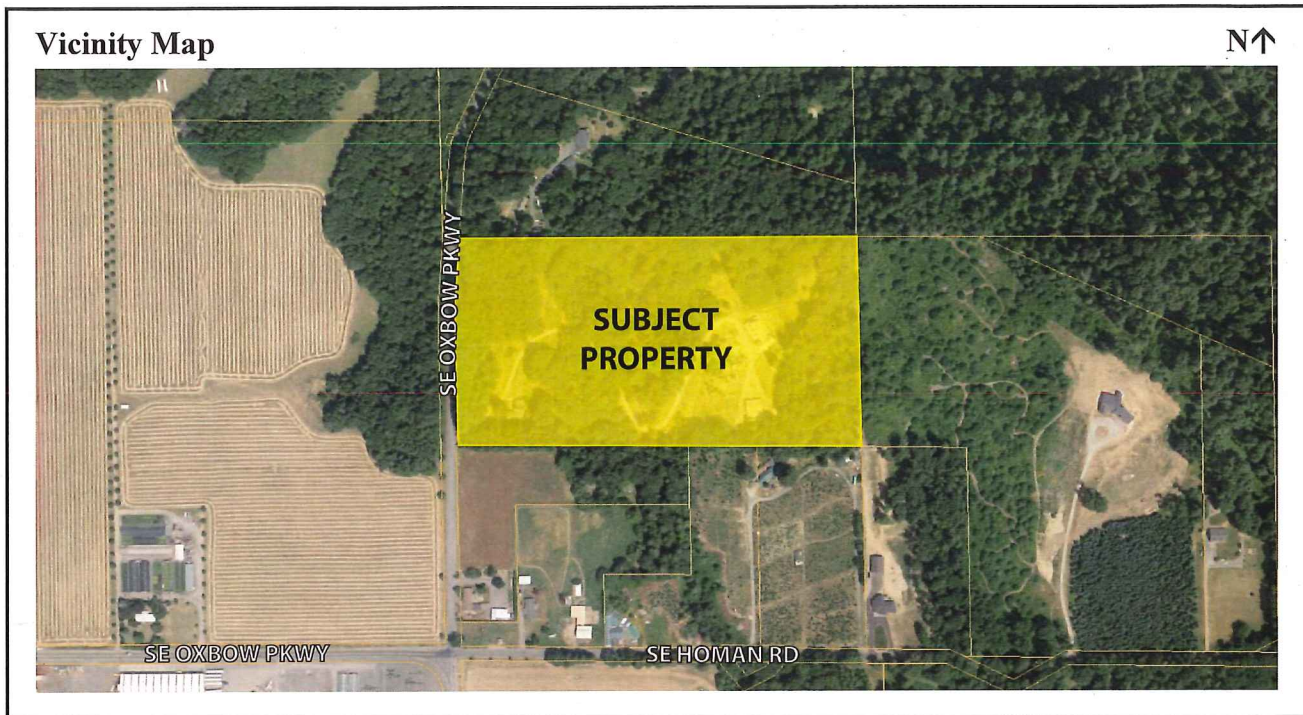 Vicinity Map
N↑
SE OXBOW PKWY
SUBJECT
PROPERTY
SE OXBOW PKWY
SE HOMAN RD